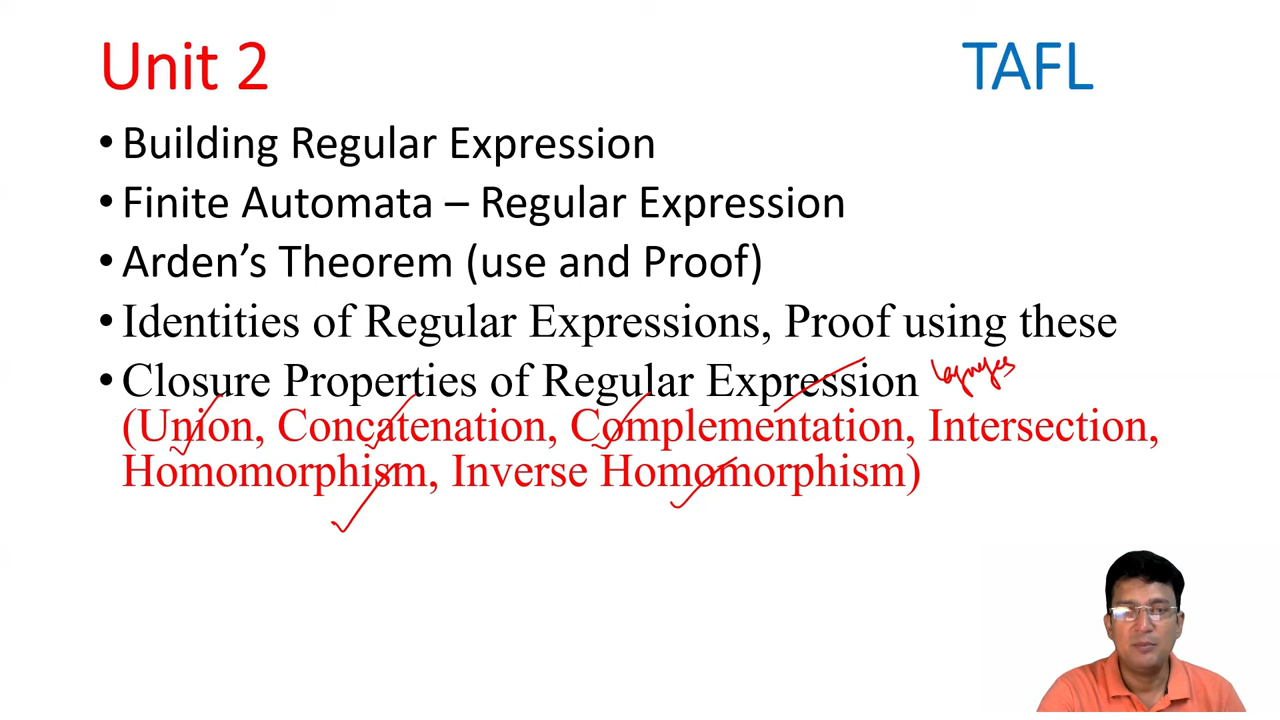 Unit 2
TAFL
• Building Regular Expression
• Finite Automata – Regular Expression
• Arden’s Theorem (use and Proof)
• Identities of Regular Expressions, Proof using these
• Closure Properties of Regular Expression
(Union, Concatenation, Complementation, Intersection,
Homomorphism, Inverse Homomorphism)